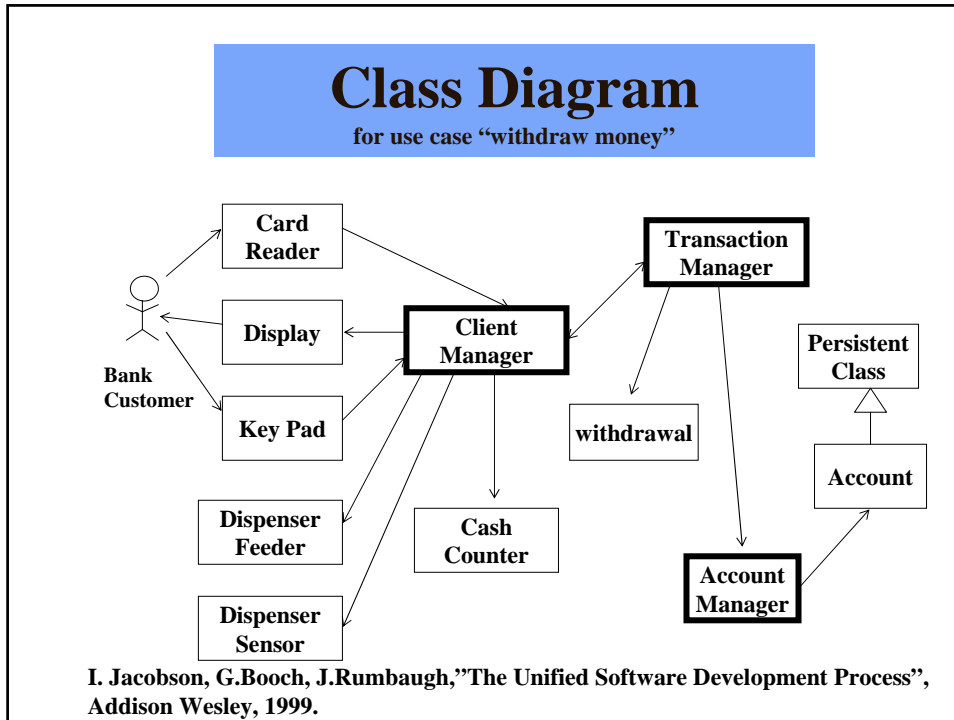 Class Diagram
for use case “withdraw money”
Card
Reader
Transaction
Manager
Display
Client
Manager
Persistent
Class
Bank
Customer
Key Pad
withdrawal
Account
Dispenser
Feeder
Cash
Counter
Account
Manager
Dispenser
Sensor
I. Jacobson, G.Booch, J.Rumbaugh,”The Unified Software Development Process”,
Addison Wesley, 1999.